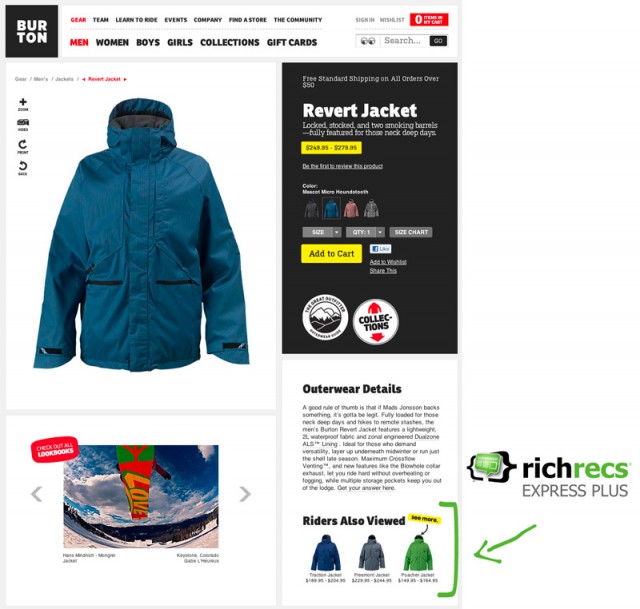 BUR
TON
GEAR TEAM LEARN TO RIDE EVENTS COMPANY FIND A STORE THE COMMUNITY
SIGN IN WISHLIST 0 ITEMS IN MY CART
MEN WOMEN BOYS GIRLS COLLECTIONS GIFT CARDS
Search... GO
Gear / Men's / Jackets / ◄ Revert Jacket ►
ZOOM
VIDEO
FRONT
BACK
Free Standard Shipping on All Orders Over
$50
Revert Jacket
Locked, stocked, and two smoking barrels
—fully featured for those neck deep days.
$249.95 - $279.95
Be the first to review this product
Color:
Mascot Micro Houndstooth
SIZE QTY: 1 SIZE CHART
Add to Cart
Like
Add to Wishlist
Share This
THE GREAT OUTFITTER
OUTERWEAR GUIDE
COLLEC-
TIONS
Outerwear Details
A good rule of thumb is that if Mads Jonsson backs
something, it's gotta be legit. Fully loaded for those
neck deep days and hikes to remote stashes, the
men's Burton Revert Jacket features a lightweight,
2L waterproof fabric and zonal engineered Dualzone
ALS™ Lining . Ideal for those who demand
versatility, layer up underneath midwinter or run just
the shell late season. Maximum Crossflow
Venting™, and new features like the Blowhole collar
exhaust, let you ride hard without overheating or
fogging, while multiple storage pockets keep you out
of the lodge. Get your answer here.
CHECK OUT ALL
LOOKBOOKS
LOVE
Hans Mindnich - Mongrel
Jacket
Keystone, Colorado
Gabe L'Heureux
Riders Also Viewed see more.
Traction Jacket
$189.95 - $204.95
Freemont Jacket
$229.95 - $244.95
Poacher Jacket
$149.95 - $164.95
richrecs
EXPRESS PLUS